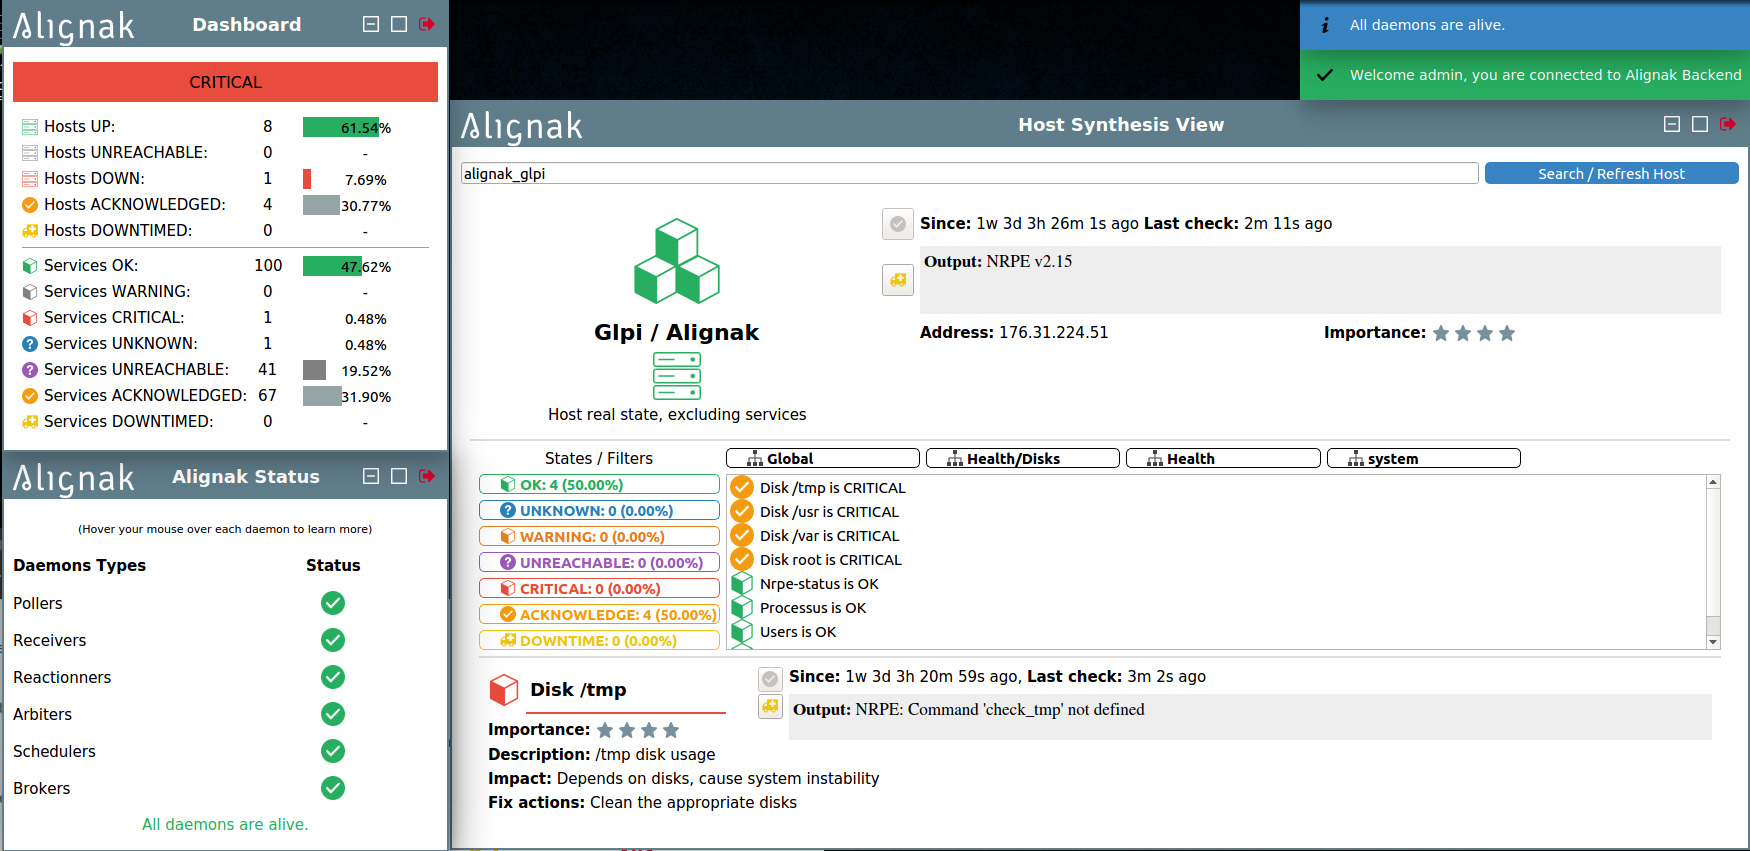 Alignak Dashboard
CRITICAL
Hosts UP: 8 61.54%
Hosts UNREACHABLE: 0 -
Hosts DOWN: 1 7.69%
Hosts ACKNOWLEDGED: 4 30.77%
Hosts DOWNTIMED: 0 -
Services OK: 100 47.62%
Services WARNING: 0 -
Services CRITICAL: 1 0.48%
Services UNKNOWN: 1 0.48%
Services UNREACHABLE: 41 19.52%
Services ACKNOWLEDGED: 67 31.90%
Services DOWNTIMED: 0 -
Alignak Alignak Status
(Hover your mouse over each daemon to learn more)
Daemons Types Status
Pollers
Receivers
Reactionners
Arbiters
Schedulers
Brokers
All daemons are alive.
All daemons are alive.
Welcome admin, you are connected to Alignak Backend
Alignak Host Synthesis View
alignak_glpi Search / Refresh Host
Since: 1w 3d 3h 26m 1s ago Last check: 2m 11s ago
Output: NRPE v2.15
Glpi / Alignak
Address: 176.31.224.51 Importance:
Host real state, excluding services
States / Filters Global Health/Disks Health system
OK: 4 (50.00%)
UNKNOWN: 0 (0.00%)
WARNING: 0 (0.00%)
UNREACHABLE: 0 (0.00%)
CRITICAL: 0 (0.00%)
ACKNOWLEDGE: 4 (50.00%)
DOWNTIME: 0 (0.00%)
Disk /tmp is CRITICAL
Disk /usr is CRITICAL
Disk /var is CRITICAL
Disk root is CRITICAL
Nrpe-status is OK
Processus is OK
Users is OK
Disk /tmp
Since: 1w 3d 3h 20m 59s ago, Last check: 3m 2s ago
Output: NRPE: Command 'check_tmp' not defined
Importance:
Description: /tmp disk usage
Impact: Depends on disks, cause system instability
Fix actions: Clean the appropriate disks